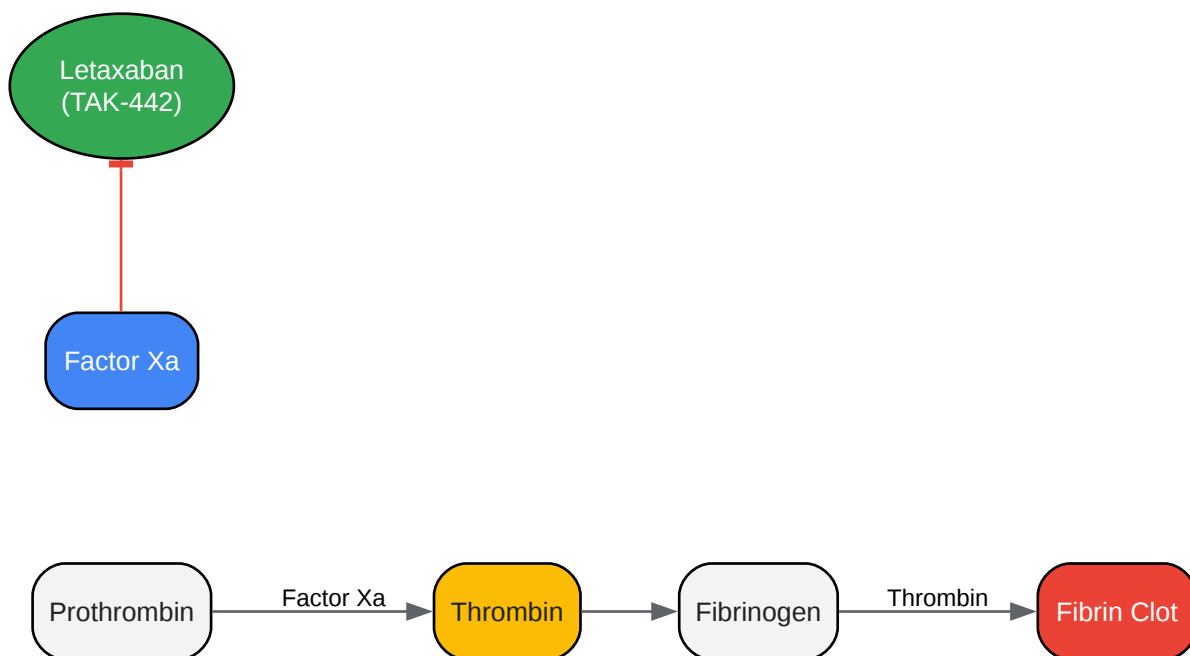 Letaxaban
(TAK-442)
Factor Xa
Prothrombin
Factor Xa
Thrombin
Fibrinogen
Thrombin
Fibrin Clot